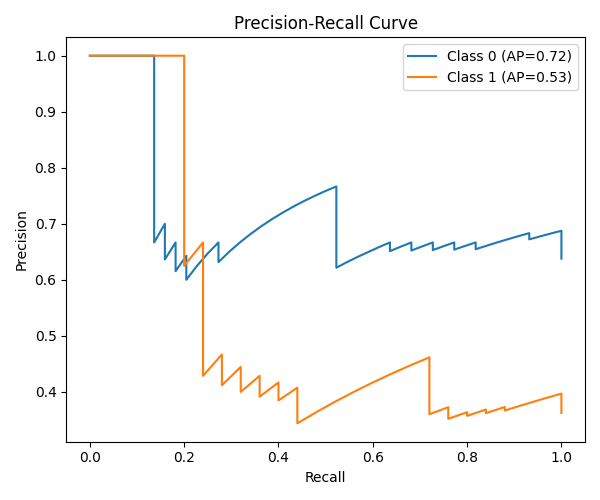 Precision-Recall Curve
Class 0 (AP=0.72)
Class 1 (AP=0.53)
Precision
1.0
0.9
0.8
0.7
0.6
0.5
0.4
0.0 0.2 0.4 0.6 0.8 1.0
Recall